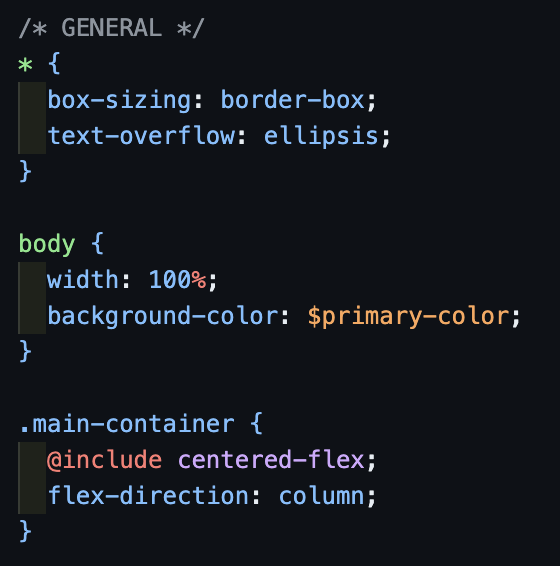 /* GENERAL */
* {
  box-sizing: border-box;
  text-overflow: ellipsis;
}

body {
  width: 100%;
  background-color: $primary-color;
}

.main-container {
  @include centered-flex;
  flex-direction: column;
}